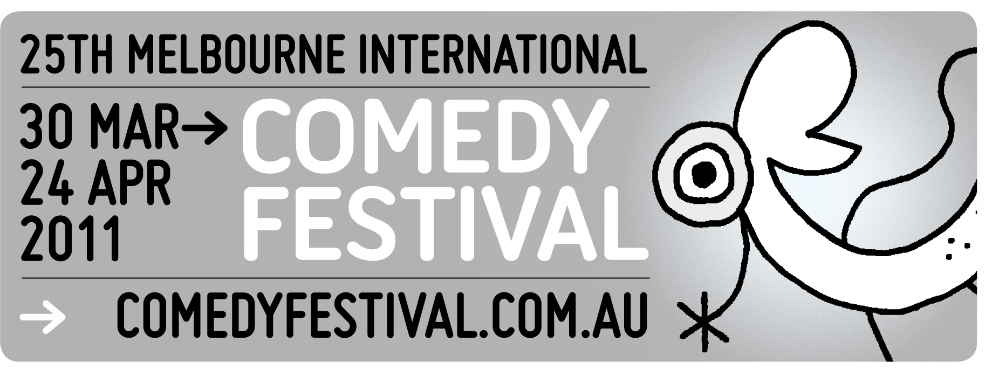 25TH MELBOURNE INTERNATIONAL
30 MAR→
24 APR
2011
COMEDY
FESTIVAL
→ COMEDYFESTIVAL.COM.AU